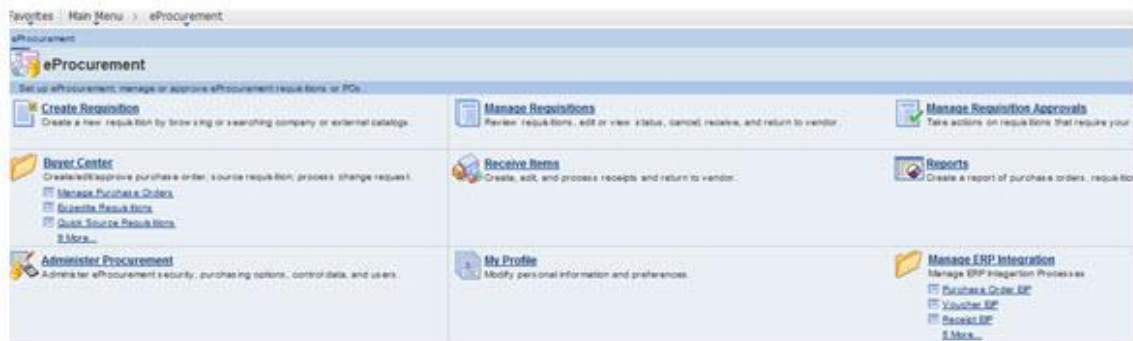 Favorites Main Menu > eProcurement
eProcurement
eProcurement
Set up eProcurement, manage or approve eProcurement requisitions or POs.
Create Requisition
Create a new requisition by browsing or searching company or external catalogs.
Manage Requisitions
Review requisitions, edit or view status, cancel, receive, and return to vendor.
Manage Requisition Approvals
Take actions on requisitions that require your
Buyer Center
Create/edit/approve purchase order, source requisition, process change request.
Manage Purchase Orders
Expedite Requisitions
Quick Source Requisitions
9 More...
Receive Items
Create, edit, and process receipts and return to vendor.
Reports
Create a report of purchase orders, requisition
Administer Procurement
Administer eProcurement security, purchasing options, control data, and users.
My Profile
Modify personal information and preferences.
Manage ERP Integration
Manage ERP Integartion Processes
Purchase Order EIP
Voucher EIP
Receipt EIP
5 More...